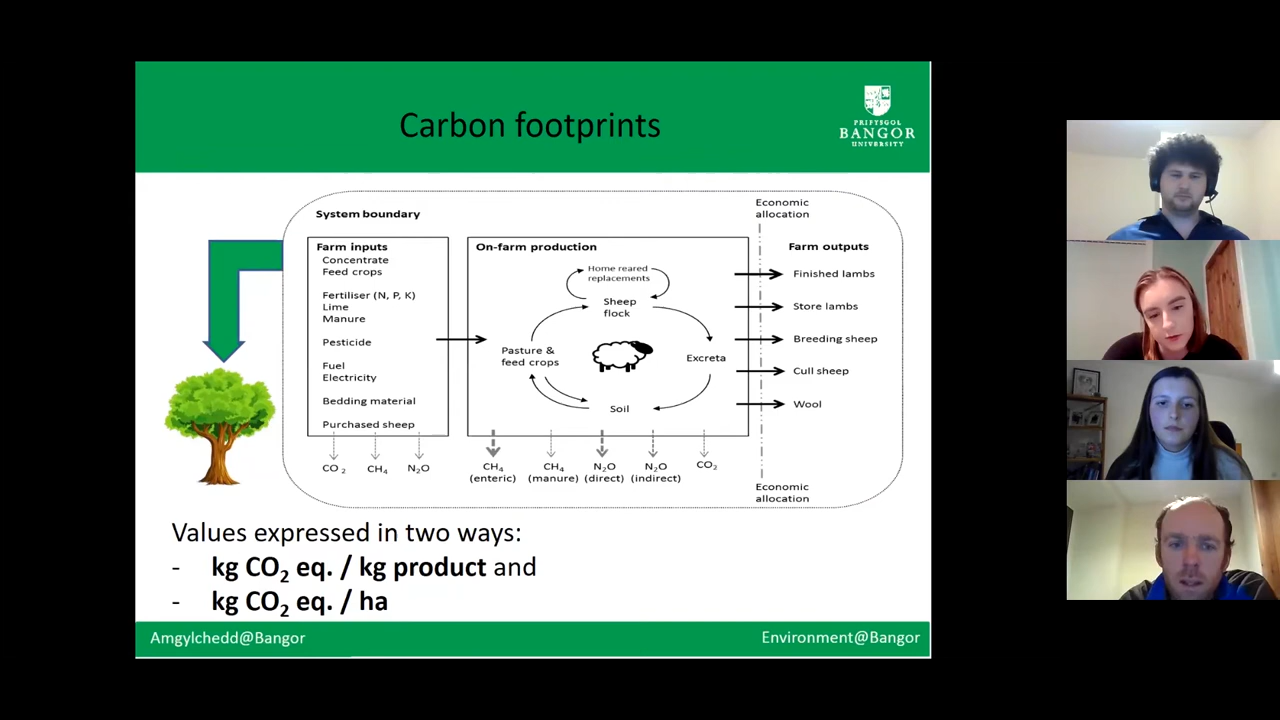 Carbon footprints
PRIFYSGOL
BANGOR
UNIVERSITY
System boundary
Economic
allocation
Farm inputs
Concentrate
Feed crops
Fertiliser (N, P, K)
Lime
Manure
Pesticide
Fuel
Electricity
Bedding material
Purchased sheep
CO₂
CH₄
N₂O
On-farm production
Home reared
replacements
Sheep
flock
Pasture &
feed crops
Excreta
Soil
CH₄
(enteric)
CH₄
(manure)
N₂O
(direct)
N₂O
(indirect)
CO₂
Farm outputs
Finished lambs
Store lambs
Breeding sheep
Cull sheep
Wool
Economic
allocation
Values expressed in two ways:
- kg CO₂ eq. / kg product and
- kg CO₂ eq. / ha
Amgylchedd@Bangor
Environment@Bangor